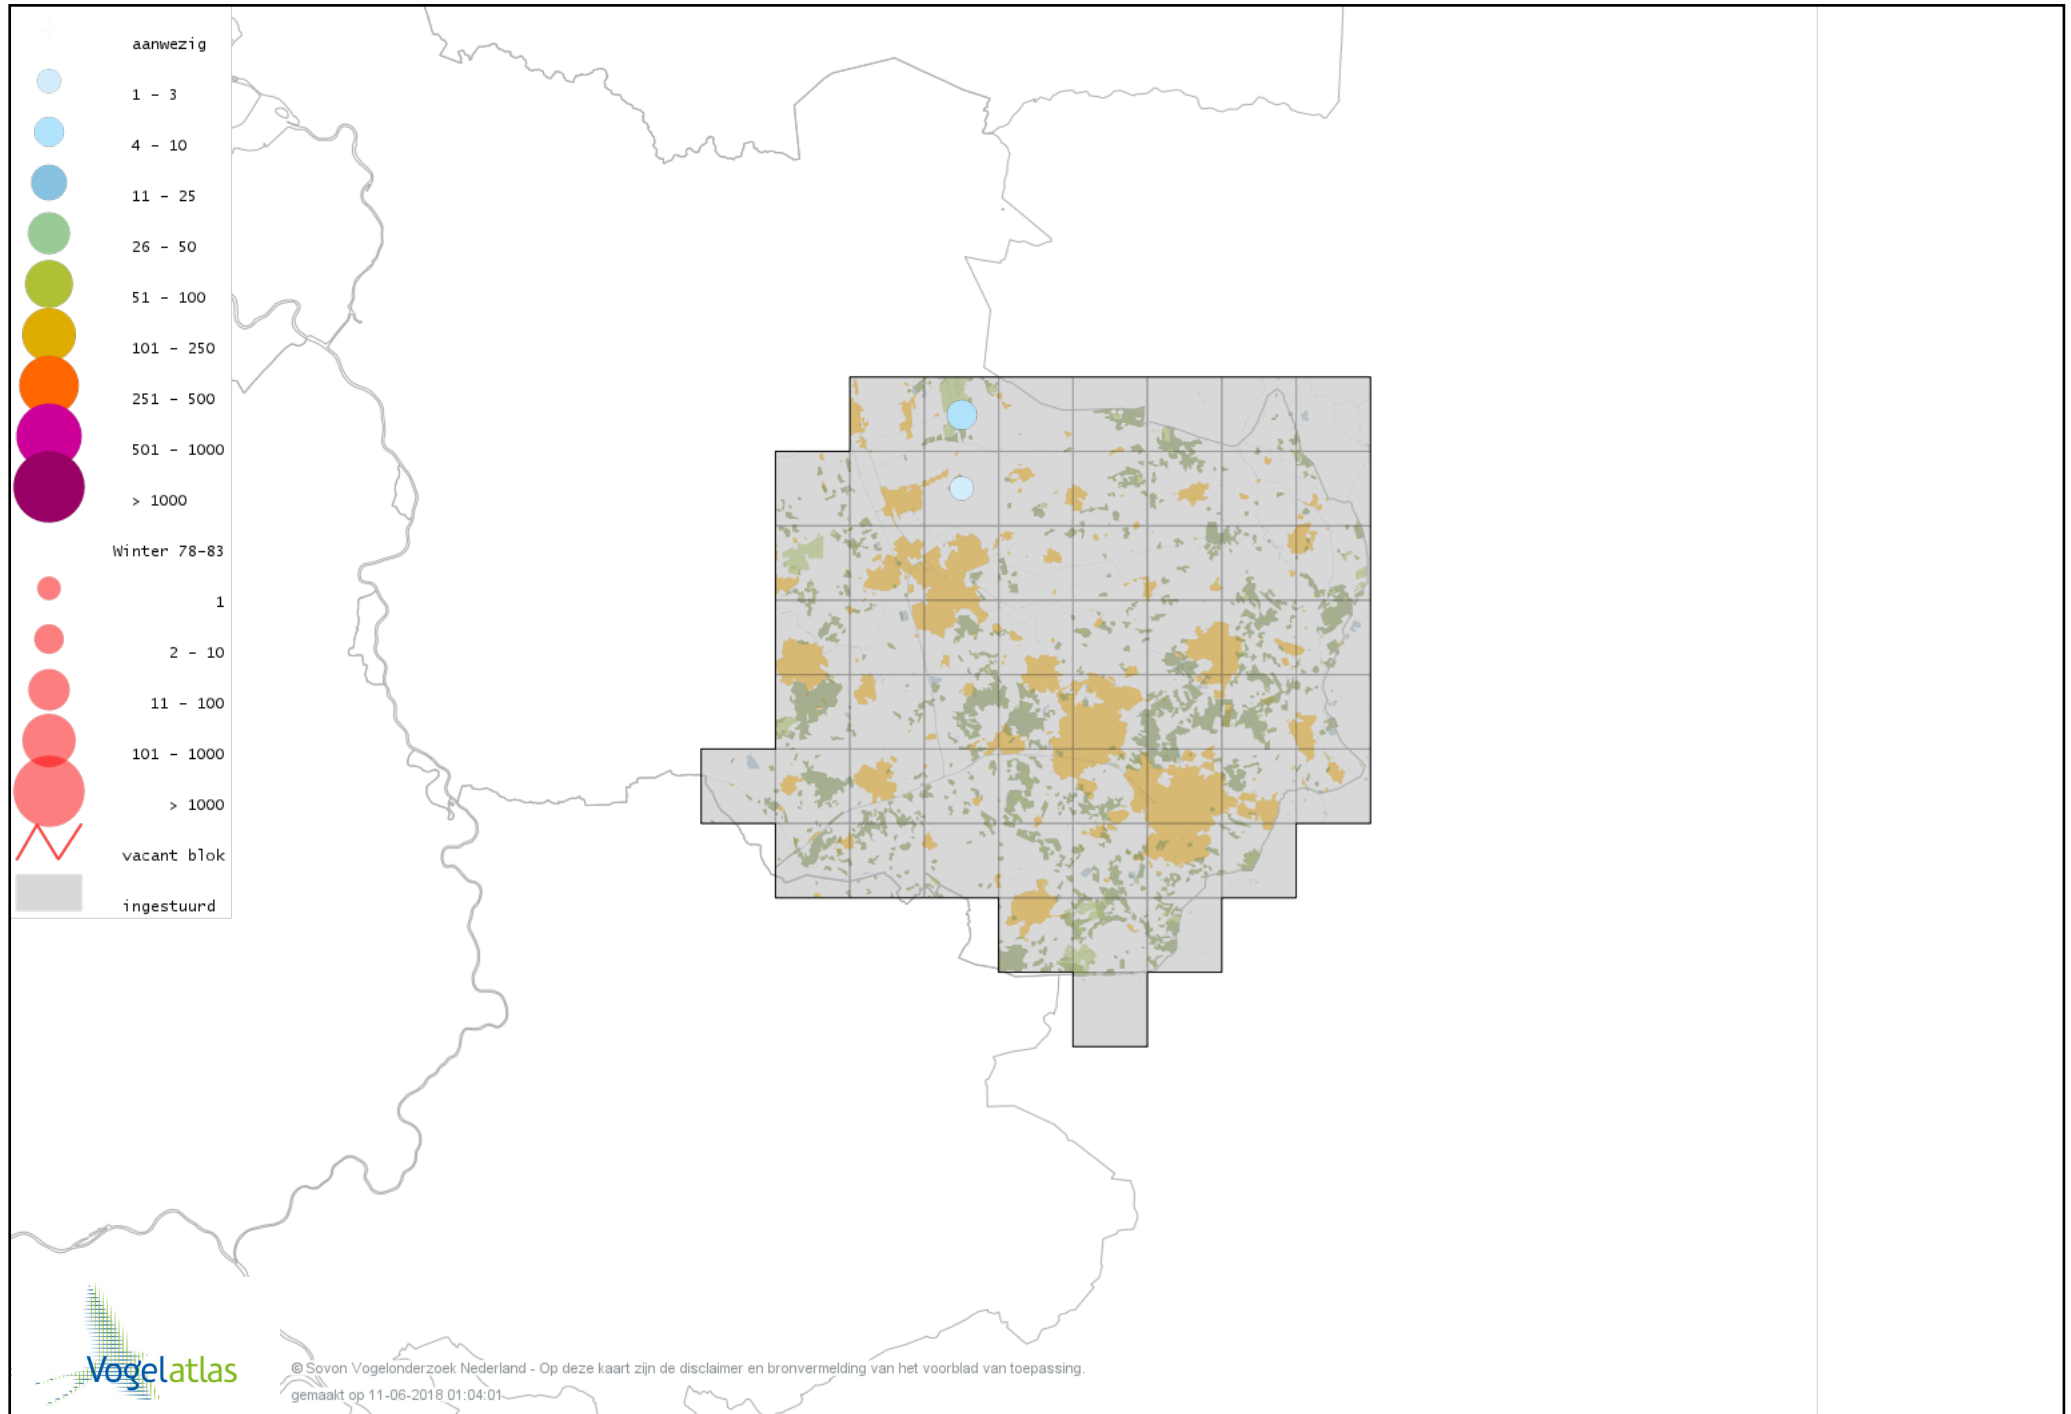 aanwezig
1 - 3
4 - 10
11 - 25
26 - 50
51 - 100
101 - 250
251 - 500
501 - 1000
> 1000
Winter 78-83
1
2 - 10
11 - 100
101 - 1000
> 1000
vacant blok
ingestuurd
Vogelatlas
© Sovon Vogelonderzoek Nederland - Op deze kaart zijn de disclaimer en bronvermelding van het voorblad van toepassing.
gemaakt op 11-06-2018 01:04:01